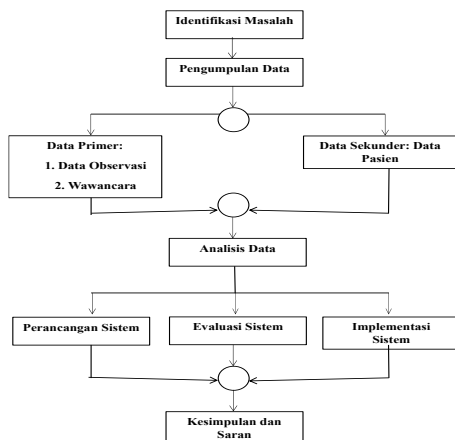 Identifikasi Masalah
Pengumpulan Data
Data Primer:
1. Data Observasi
2. Wawancara
Data Sekunder: Data
Pasien
Analisis Data
Perancangan Sistem
Evaluasi Sistem
Implementasi
Sistem
Kesimpulan dan
Saran